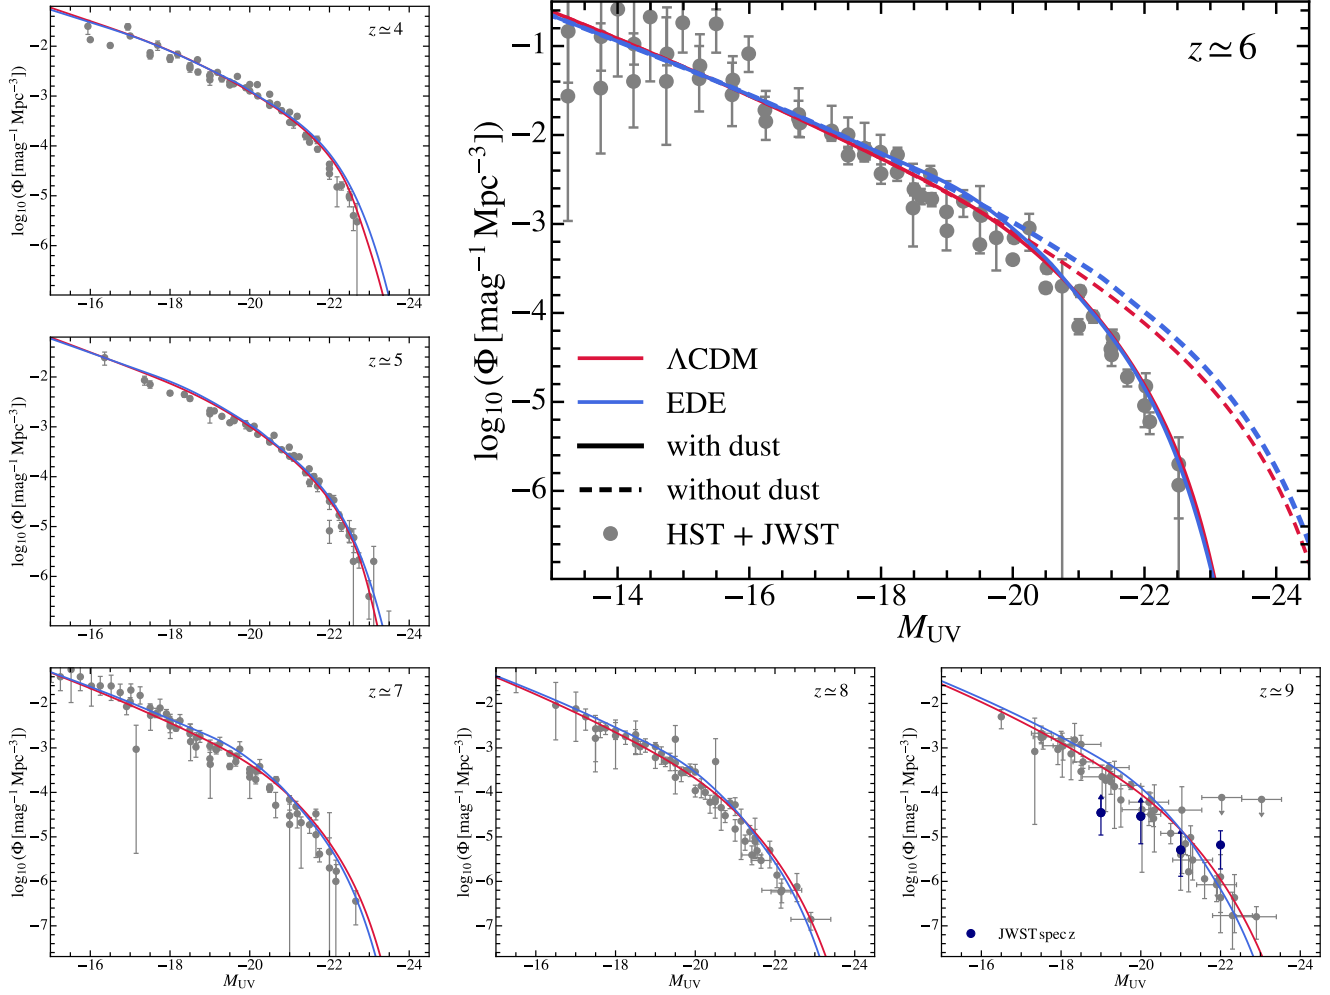 z ≃ 4
log₁₀(Φ [mag⁻¹ Mpc⁻³])
−2
−3
−4
−5
−6
−16 −18 −20 −22 −24
z ≃ 6
log₁₀(Φ [mag⁻¹ Mpc⁻³])
−1
−2
−3
−4
−5
−6
ΛCDM
EDE
with dust
without dust
HST + JWST
−14 −16 −18 −20 −22 −24
M_UV
z ≃ 5
log₁₀(Φ [mag⁻¹ Mpc⁻³])
−2
−3
−4
−5
−6
−16 −18 −20 −22 −24
z ≃ 7
log₁₀(Φ [mag⁻¹ Mpc⁻³])
−2
−3
−4
−5
−6
−7
−16 −18 −20 −22 −24
M_UV
z ≃ 8
log₁₀(Φ [mag⁻¹ Mpc⁻³])
−2
−3
−4
−5
−6
−7
−16 −18 −20 −22 −24
M_UV
z ≃ 9
log₁₀(Φ [mag⁻¹ Mpc⁻³])
−2
−3
−4
−5
−6
−7
JWST spec z
−16 −18 −20 −22 −24
M_UV